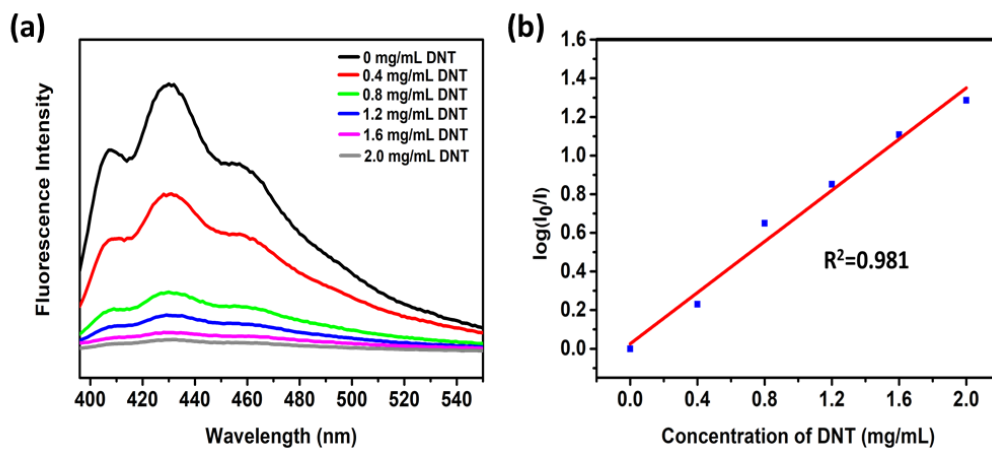 (a)
Fluorescence Intensity
0 mg/mL DNT
0.4 mg/mL DNT
0.8 mg/mL DNT
1.2 mg/mL DNT
1.6 mg/mL DNT
2.0 mg/mL DNT
400 420 440 460 480 500 520 540
Wavelength (nm)
(b)
log(I0/I)
1.6
1.4
1.2
1.0
0.8
0.6
0.4
0.2
0.0
R²=0.981
0.0 0.4 0.8 1.2 1.6 2.0
Concentration of DNT (mg/mL)